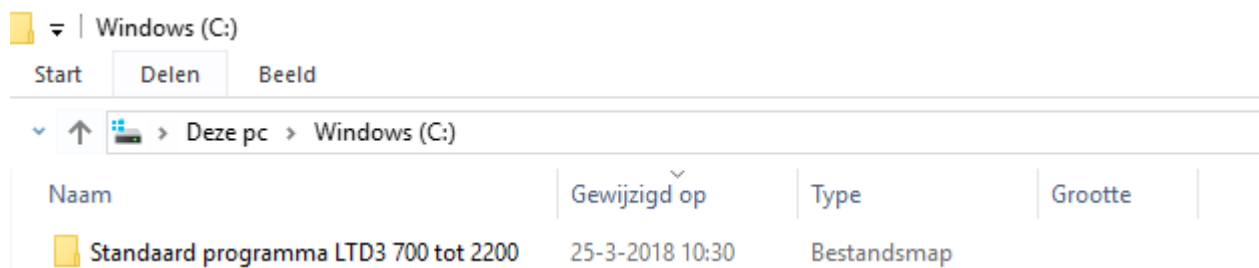 Windows (C:)
Start Delen Beeld
Deze pc > Windows (C:)
Naam Gewijzigd op Type Grootte
Standaard programma LTD3 700 tot 2200 25-3-2018 10:30 Bestandsmap